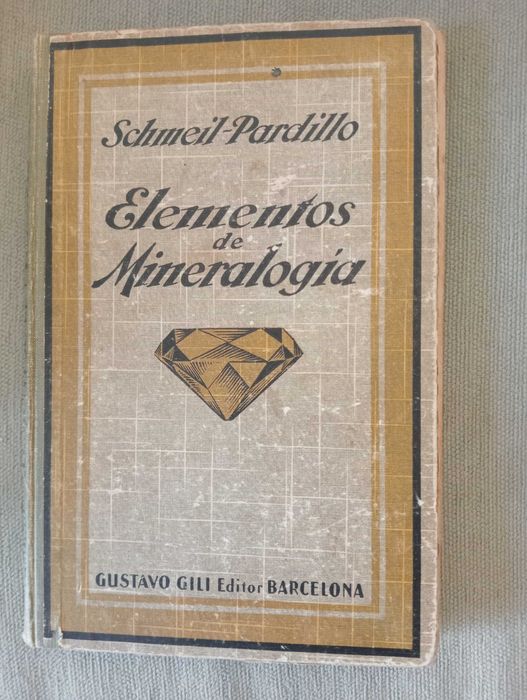 Schmeil-Pardillo
Elementos
de
Mineralogía
GUSTAVO GILI Editor BARCELONA